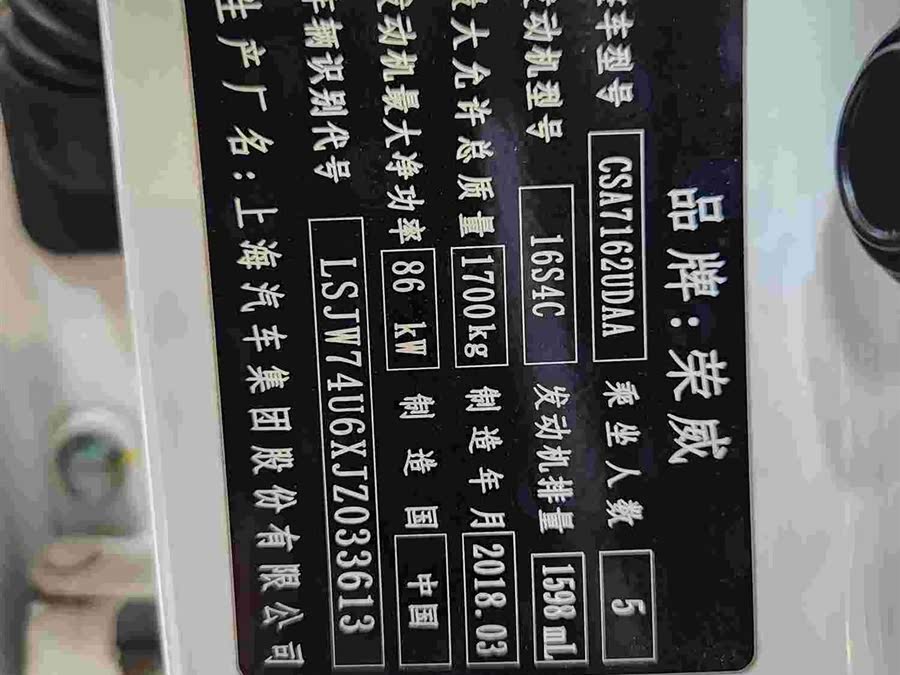 品牌:荣威
车型号 CSA7162UDAA 乘坐人数 5
发动机型号 16S4C 发动机排量 1598 mL
最大允许总质量 1700kg 制造年月 2018.03
发动机最大净功率 86 kW 制造国 中国
车辆识别代号 LSJW74U6XJZ033613
生产厂名:上海汽车集团股份有限公司